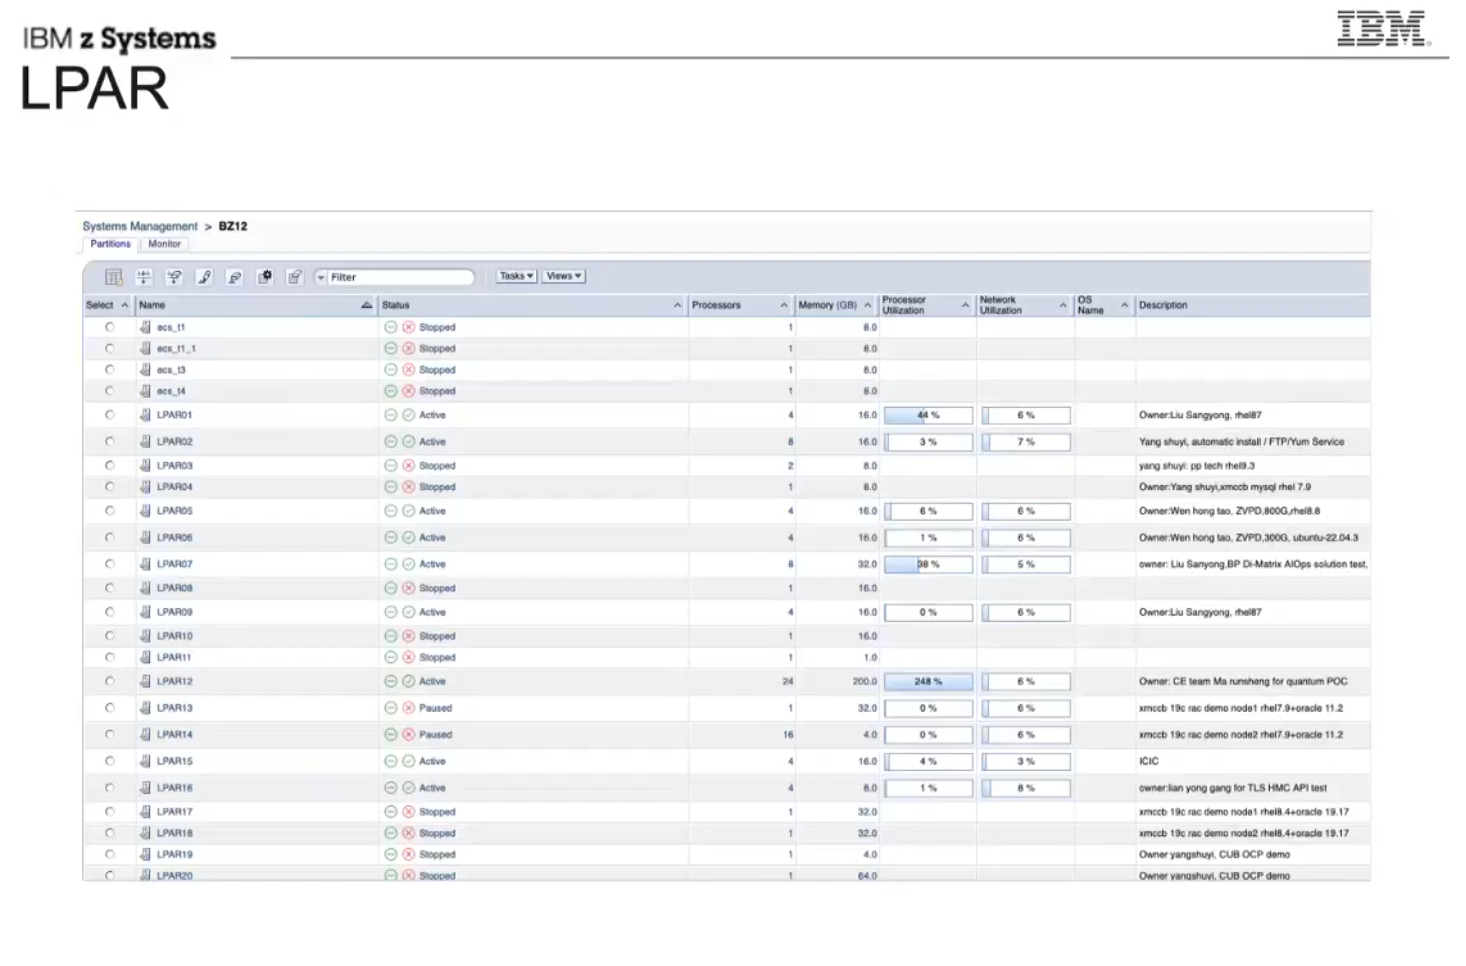 IBM z Systems
IBM
LPAR
Systems Management > BZ12
Partitions Monitor
Filter Tasks Views
Select Name Status Processors Memory (GB) Processor Utilization Network Utilization OS Name Description
ecs_t1 Stopped 1 8.0
ecs_t1_1 Stopped 1 8.0
ecs_t3 Stopped 1 8.0
ecs_t4 Stopped 1 8.0
LPAR01 Active 4 16.0 44 % 6 % Owner:Liu Sangyong, rhel87
LPAR02 Active 8 16.0 3 % 7 % Yang shuyi, automatic install / FTP/Yum Service
LPAR03 Stopped 2 8.0 yang shuyi: pp tech rhel9.3
LPAR04 Stopped 1 8.0 Owner:Yang shuyi,xmccb mysql rhel 7.9
LPAR05 Active 4 16.0 6 % 6 % Owner:Wen hong tao, ZVPD,800G,rhel8.8
LPAR06 Active 4 16.0 1 % 6 % Owner:Wen hong tao, ZVPD,300G, ubuntu-22.04.3
LPAR07 Active 8 32.0 38 % 5 % owner: Liu Sanyong,BP Di-Matrix AIOps solution test,
LPAR08 Stopped 1 16.0
LPAR09 Active 4 16.0 0 % 6 % Owner:Liu Sangyong, rhel87
LPAR10 Stopped 1 16.0
LPAR11 Stopped 1 1.0
LPAR12 Active 24 200.0 248 % 6 % Owner: CE team Ma runsheng for quantum POC
LPAR13 Paused 1 32.0 0 % 6 % xmccb 19c rac demo node1 rhel7.9+oracle 11.2
LPAR14 Paused 16 4.0 0 % 6 % xmccb 19c rac demo node2 rhel7.9+oracle 11.2
LPAR15 Active 4 16.0 4 % 3 % ICIC
LPAR16 Active 4 8.0 1 % 8 % owner:lian yong gang for TLS HMC API test
LPAR17 Stopped 1 32.0 xmccb 19c rac demo node1 rhel8.4+oracle 19.17
LPAR18 Stopped 1 32.0 xmccb 19c rac demo node2 rhel8.4+oracle 19.17
LPAR19 Stopped 1 4.0 Owner yangshuyi, CUB OCP demo
LPAR20 Stopped 1 64.0 Owner yangshuyi, CUB OCP demo